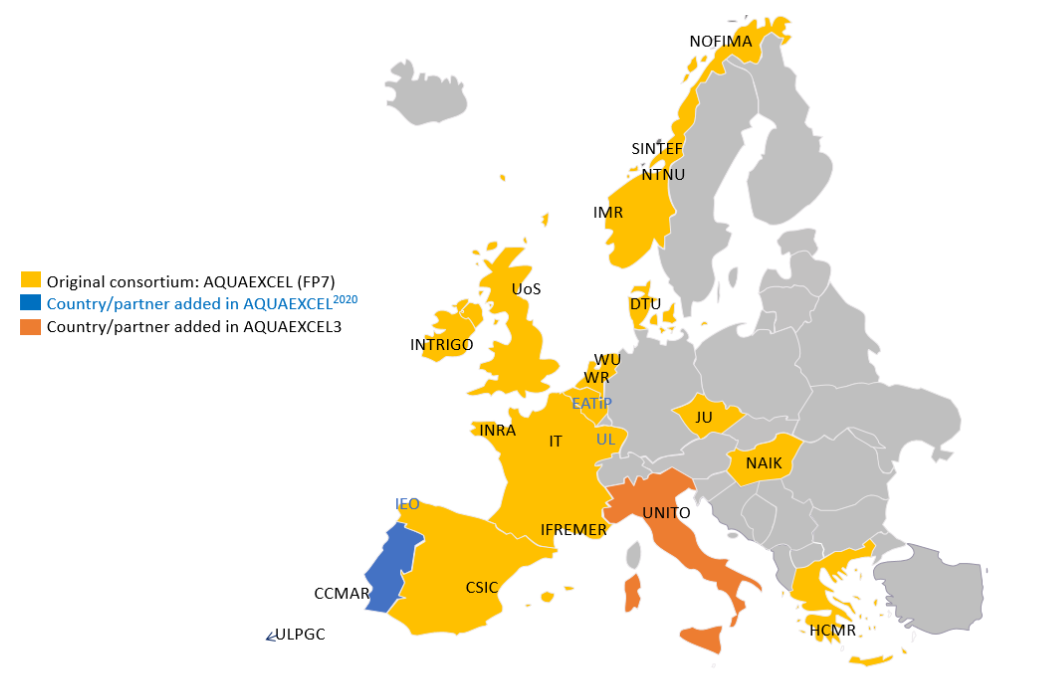 NOFIMA
SINTEF
NTNU
IMR
Original consortium: AQUAEXCEL (FP7)
Country/partner added in AQUAEXCEL2020
Country/partner added in AQUAEXCEL3
UoS
DTU
INTRIGO
WU
WR
EATiP
JU
INRA
IT
UL
NAIK
IEO
UNITO
IFREMER
CSIC
CCMAR
ULPGC
HCMR